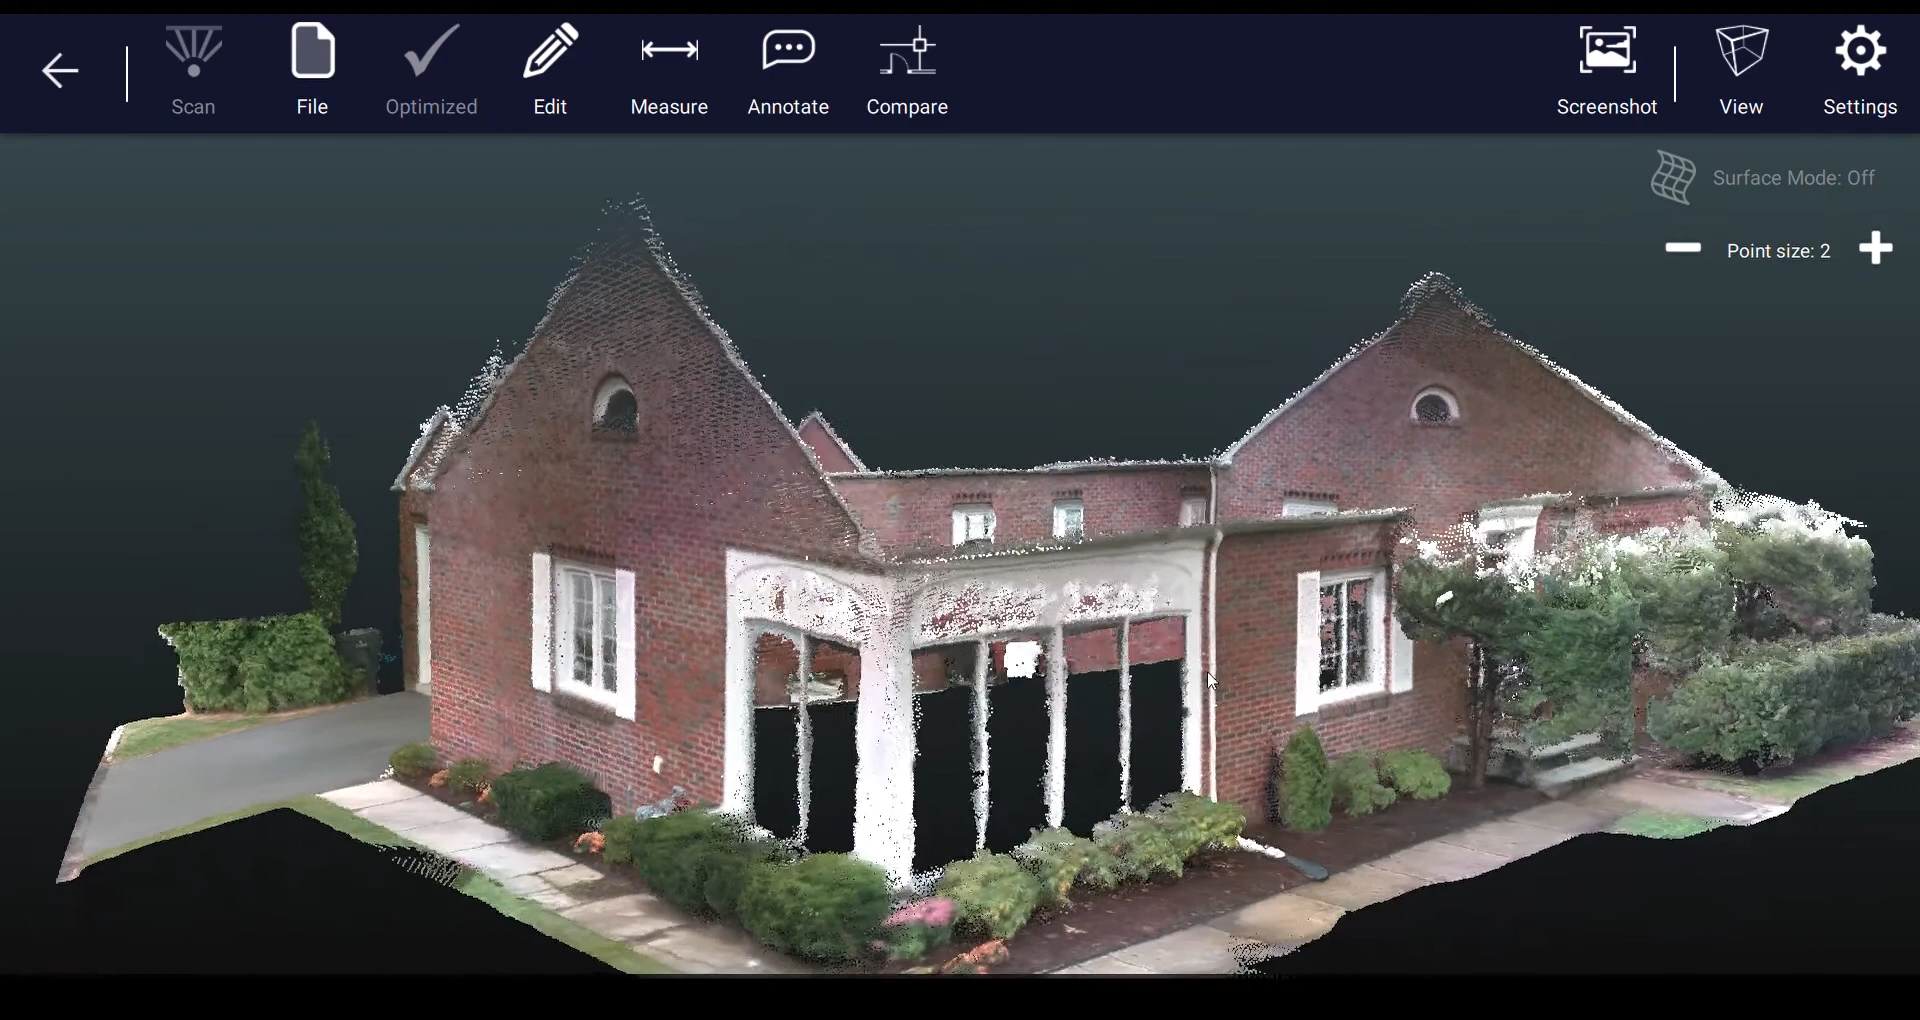 Scan
File
Optimized
Edit
Measure
Annotate
Compare
Screenshot
View
Settings
Surface Mode: Off
Point size: 2